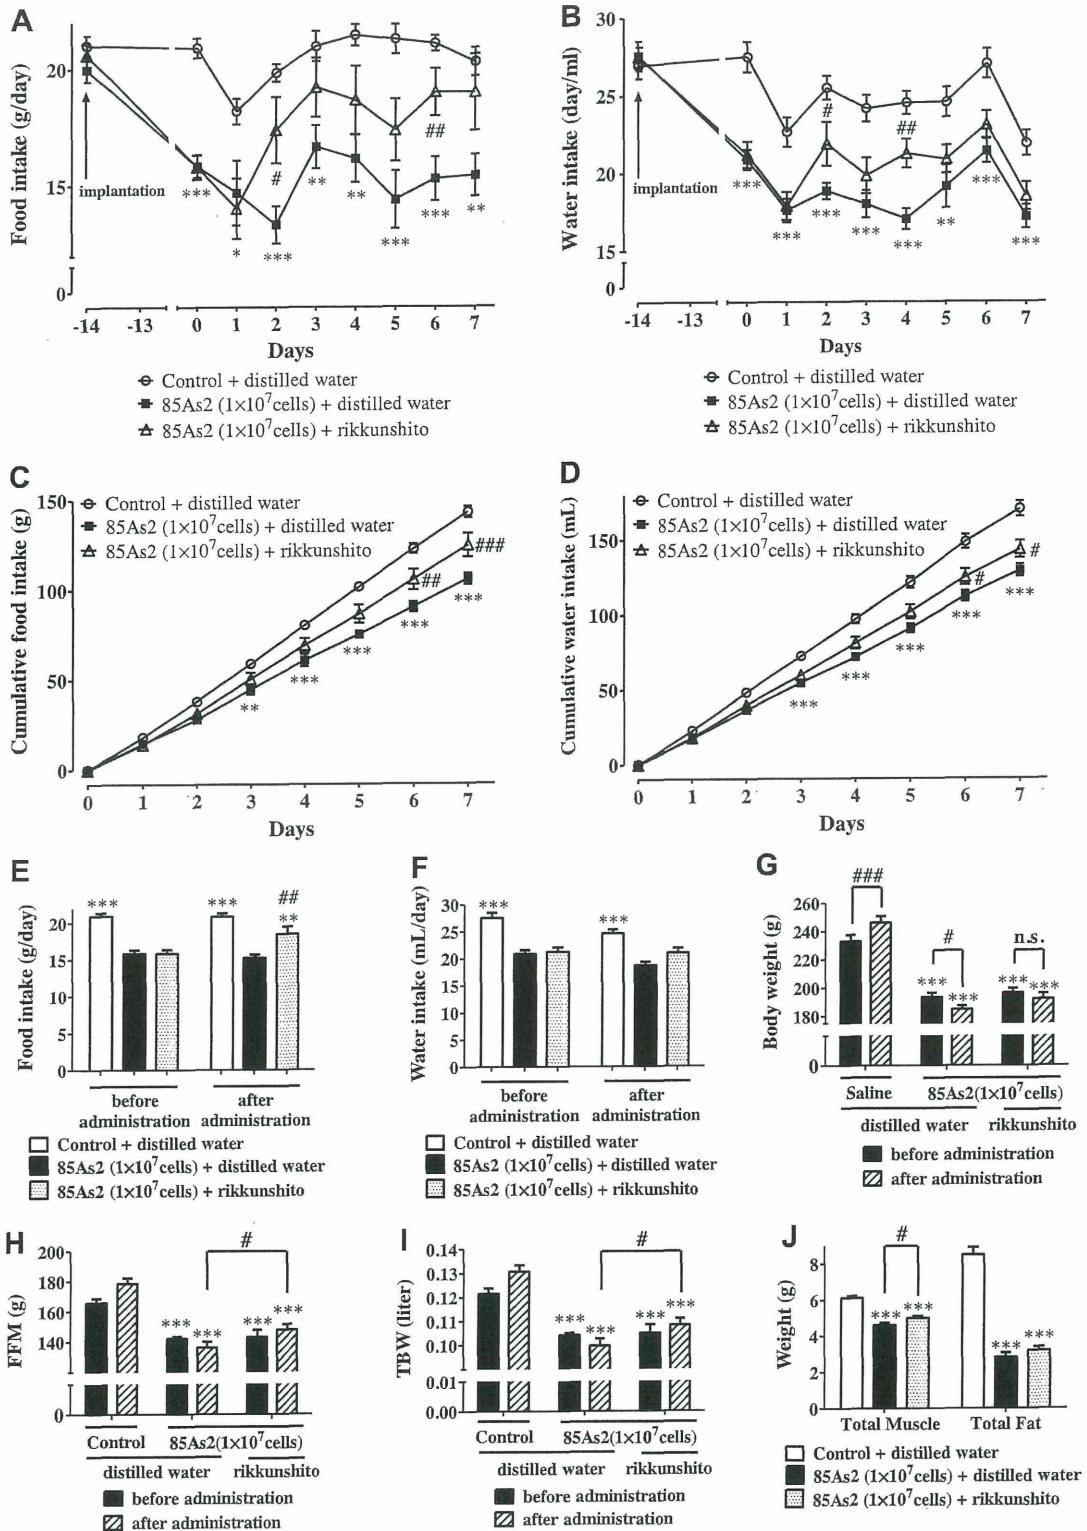 A
Food intake (g/day)
20
15
0
implantation
***
*
#
***
**
**
***
##
***
**
-14 -13 0 1 2 3 4 5 6 7
Days
Control + distilled water
85As2 (1×10⁷cells) + distilled water
85As2 (1×10⁷cells) + rikkunshito
B
Water intake (day/ml)
30
25
20
15
0
implantation
***
***
#
***
***
##
***
**
***
***
-14 -13 0 1 2 3 4 5 6 7
Days
Control + distilled water
85As2 (1×10⁷cells) + distilled water
85As2 (1×10⁷cells) + rikkunshito
C
Cumulative food intake (g)
150
100
50
0
Control + distilled water
85As2 (1×10⁷cells) + distilled water
85As2 (1×10⁷cells) + rikkunshito
**
***
***
##
***
###
***
0 1 2 3 4 5 6 7
Days
D
Cumulative water intake (mL)
150
100
50
0
Control + distilled water
85As2 (1×10⁷cells) + distilled water
85As2 (1×10⁷cells) + rikkunshito
***
***
***
#
***
#
***
0 1 2 3 4 5 6 7
Days
E
Food intake (g/day)
20
15
10
5
0
***
***
##
**
before administration
after administration
Control + distilled water
85As2 (1×10⁷cells) + distilled water
85As2 (1×10⁷cells) + rikkunshito
F
Water intake (mL/day)
30
25
20
15
10
5
0
***
***
before administration
after administration
Control + distilled water
85As2 (1×10⁷cells) + distilled water
85As2 (1×10⁷cells) + rikkunshito
G
Body weight (g)
260
240
220
200
180
0
###
#
n.s.
*** *** *** ***
Saline 85As2(1×10⁷cells)
distilled water rikkunshito
before administration
after administration
H
FFM (g)
200
180
160
140
0
#
*** *** *** ***
Control 85As2(1×10⁷cells)
distilled water rikkunshito
before administration
after administration
I
TBW (liter)
0.14
0.13
0.12
0.11
0.10
0.01
0.00
#
*** *** *** ***
Control 85As2(1×10⁷cells)
distilled water rikkunshito
before administration
after administration
J
Weight (g)
8
6
4
2
0
#
*** *** *** ***
Total Muscle Total Fat
Control + distilled water
85As2 (1×10⁷cells) + distilled water
85As2 (1×10⁷cells) + rikkunshito